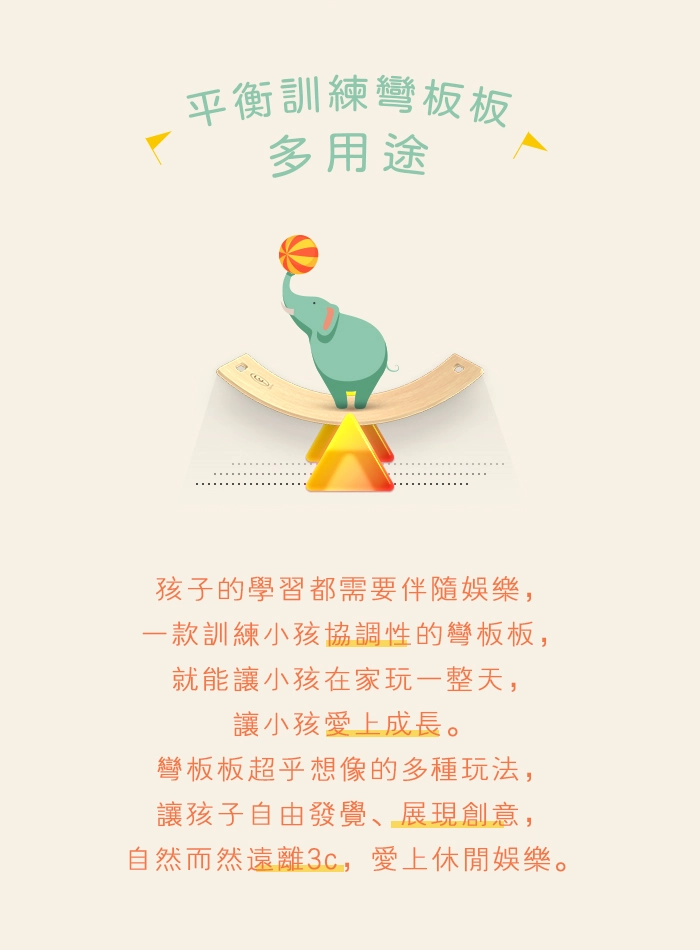 平衡訓練彎板板
多用途
孩子的學習都需要伴隨娛樂，
一款訓練小孩協調性的彎板板，
就能讓小孩在家玩一整天，
讓小孩愛上成長。
彎板板超乎想像的多種玩法，
讓孩子自由發覺、展現創意，
自然而然遠離3c，愛上休閒娛樂。